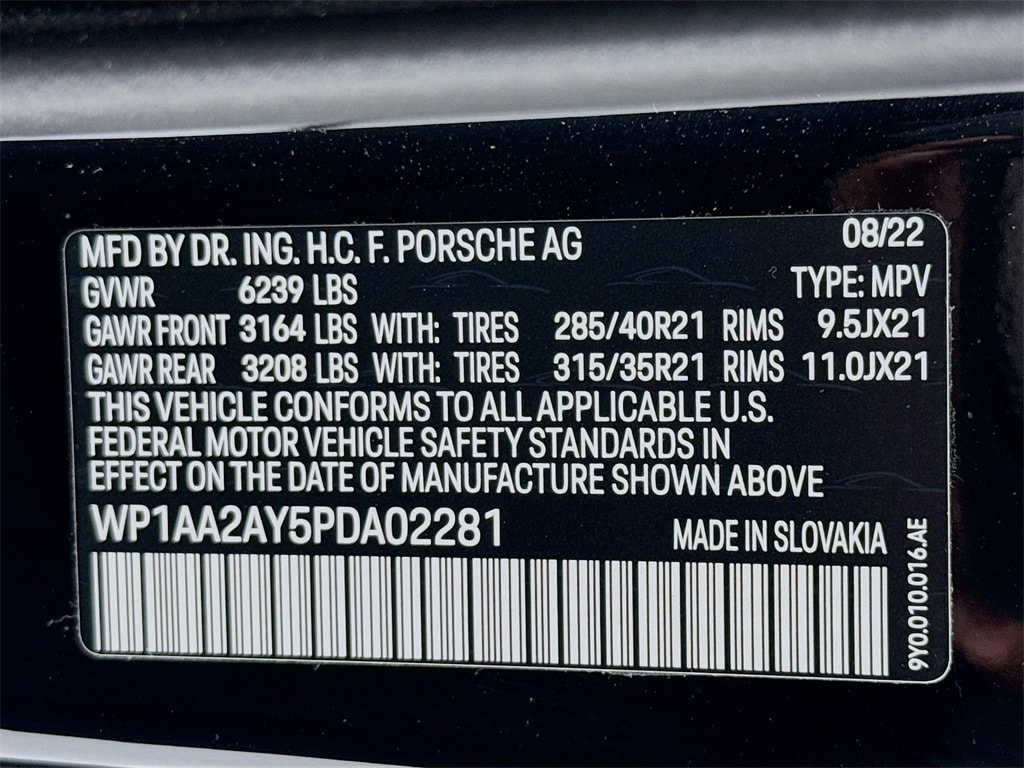 MFD BY DR. ING. H.C. F. PORSCHE AG 08/22
GVWR 6239 LBS TYPE: MPV
GAWR FRONT 3164 LBS WITH: TIRES 285/40R21 RIMS 9.5JX21
GAWR REAR 3208 LBS WITH: TIRES 315/35R21 RIMS 11.0JX21
THIS VEHICLE CONFORMS TO ALL APPLICABLE U.S.
FEDERAL MOTOR VEHICLE SAFETY STANDARDS IN
EFFECT ON THE DATE OF MANUFACTURE SHOWN ABOVE
WP1AA2AY5PDA02281 MADE IN SLOVAKIA
9Y0.010.016.AE